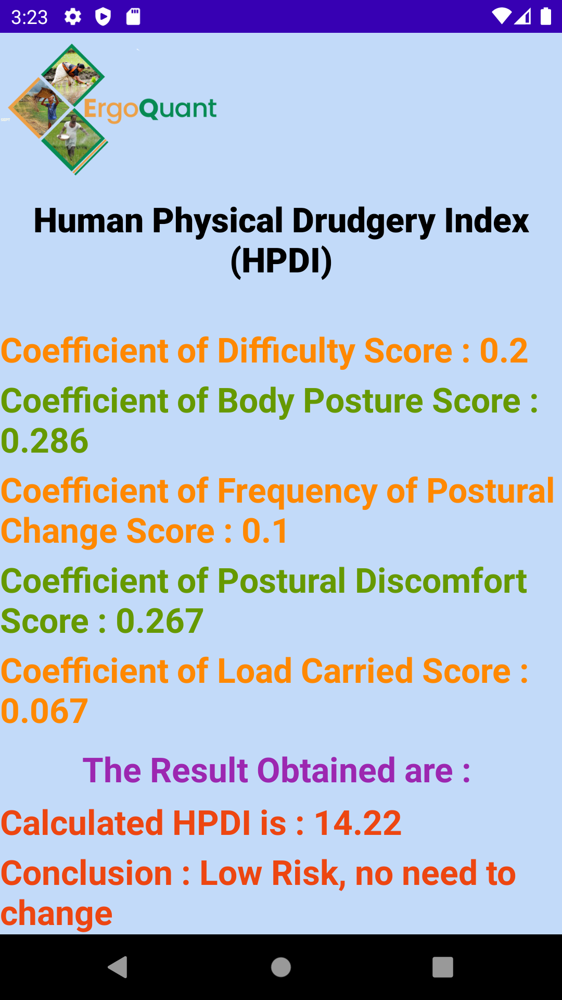 3:23
ErgoQuant
Human Physical Drudgery Index
(HPDI)
Coefficient of Difficulty Score : 0.2
Coefficient of Body Posture Score :
0.286
Coefficient of Frequency of Postural
Change Score : 0.1
Coefficient of Postural Discomfort
Score : 0.267
Coefficient of Load Carried Score :
0.067
The Result Obtained are :
Calculated HPDI is : 14.22
Conclusion : Low Risk, no need to
change